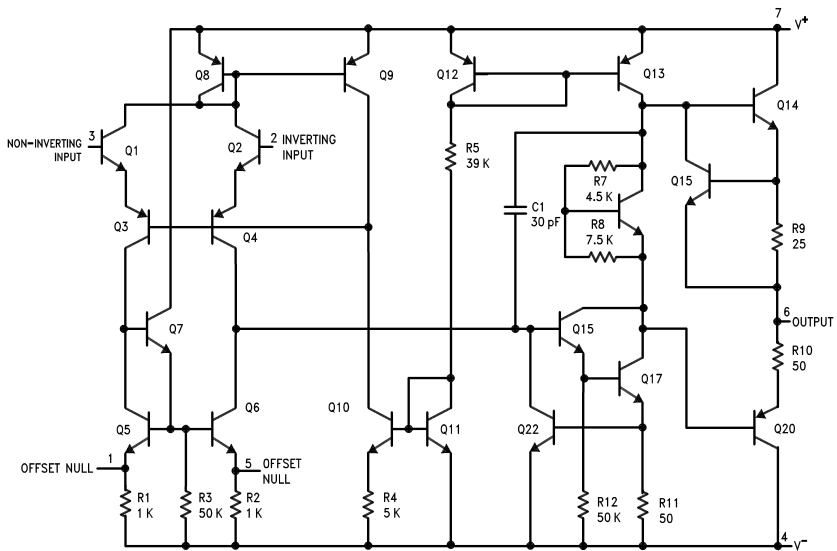 7
V+
Q8
Q9
Q12
Q13
Q14
3
NON-INVERTING
INPUT
Q1
Q2
2 INVERTING
INPUT
R5
39 K
R7
4.5 K
Q15
C1
30 pF
R8
7.5 K
R9
25
Q3
Q4
Q7
Q15
6
OUTPUT
R10
50
Q17
Q5
Q6
Q10
Q11
Q22
Q20
1
OFFSET NULL
5 OFFSET
NULL
R1
1 K
R3
50 K
R2
1 K
R4
5 K
R12
50 K
R11
50
4
V-